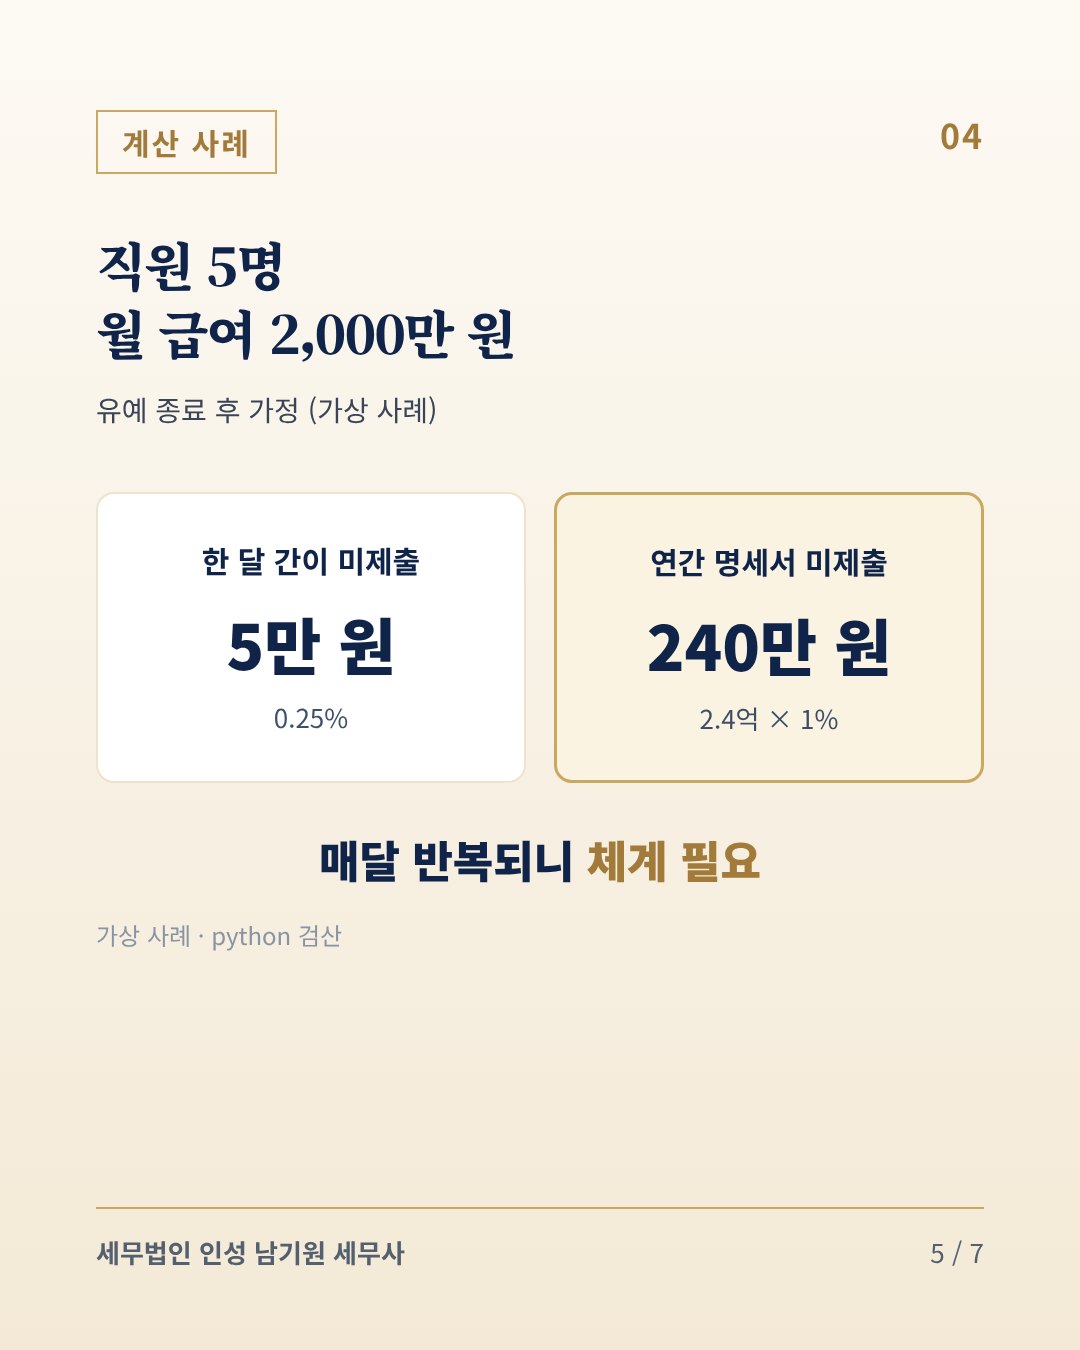 계산 사례
04
직원 5명
월 급여 2,000만 원
유예 종료 후 가정 (가상 사례)
한 달 간이 미제출
5만 원
0.25%
연간 명세서 미제출
240만 원
2.4억 × 1%
매달 반복되니 체계 필요
가상 사례 · python 검산
세무법인 인성 남기원 세무사
5 / 7